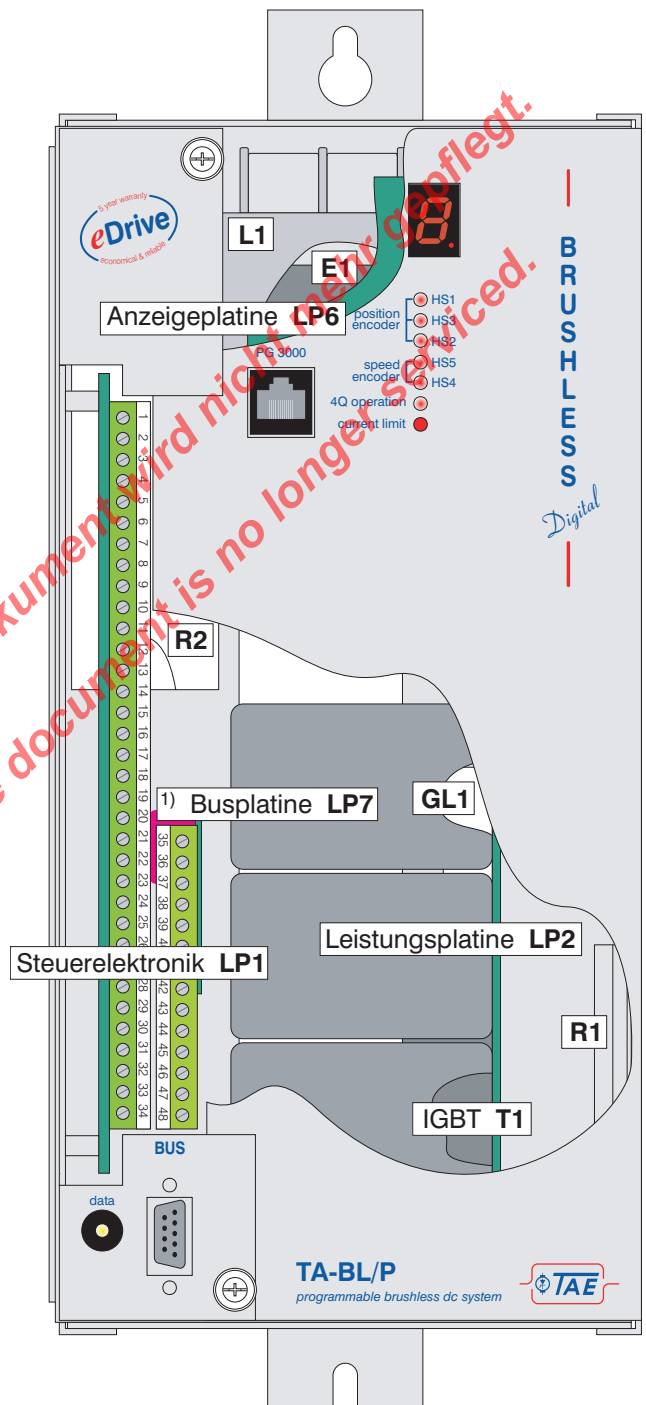 5 year warranty
eDrive
economical & reliable
L1
E1
Anzeigeplatine LP6
PG 3000
8.
HS1
position encoder
HS3
HS2
speed encoder
HS5
HS4
4Q operation
current limit
BRUSHLESS
Digital
kument wird nicht mehr gepflegt.
e document is no longer serviced.
1
2
3
4
5
6
7
8
9
10
11
12
13
14
15
16
17
18
19
20
21
22
23
24
25
26
28
29
30
31
32
33
34
R2
1) Busplatine LP7
GL1
35
36
37
38
39
40
42
43
44
45
46
47
48
Leistungsplatine LP2
Steuerelektronik LP1
R1
IGBT T1
BUS
data
TA-BL/P
programmable brushless dc system
TAE